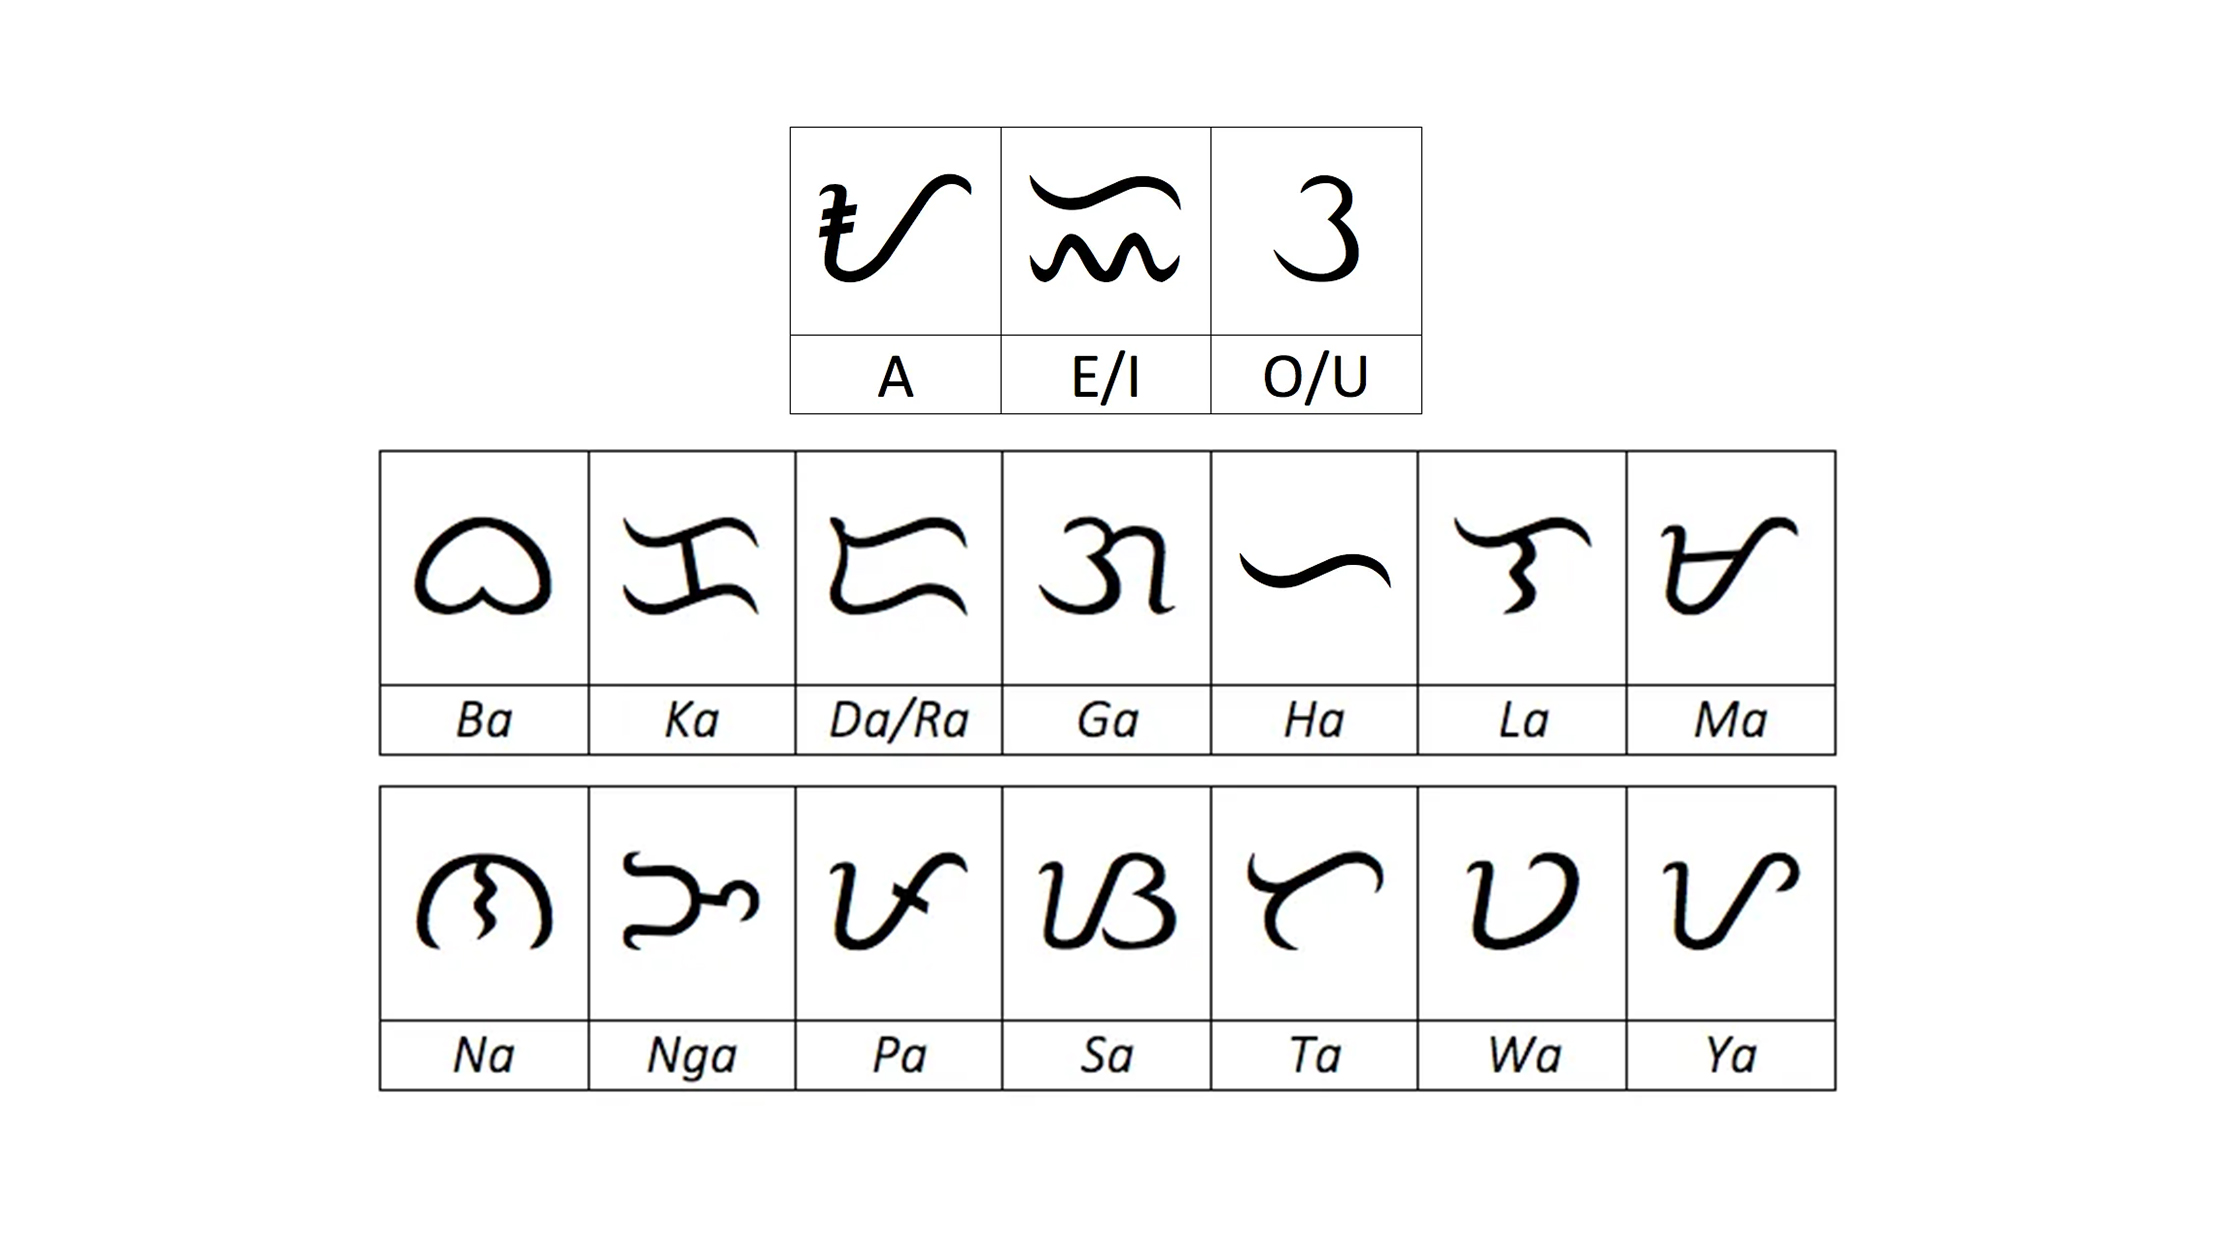 ᜀ ᜁ ᜂ
A E/I O/U
ᜊ ᜃ ᜇ ᜄ ᜑ ᜎ ᜋ
Ba Ka Da/Ra Ga Ha La Ma
ᜈ ᜅ ᜉ ᜐ ᜆ ᜏ ᜌ
Na Nga Pa Sa Ta Wa Ya